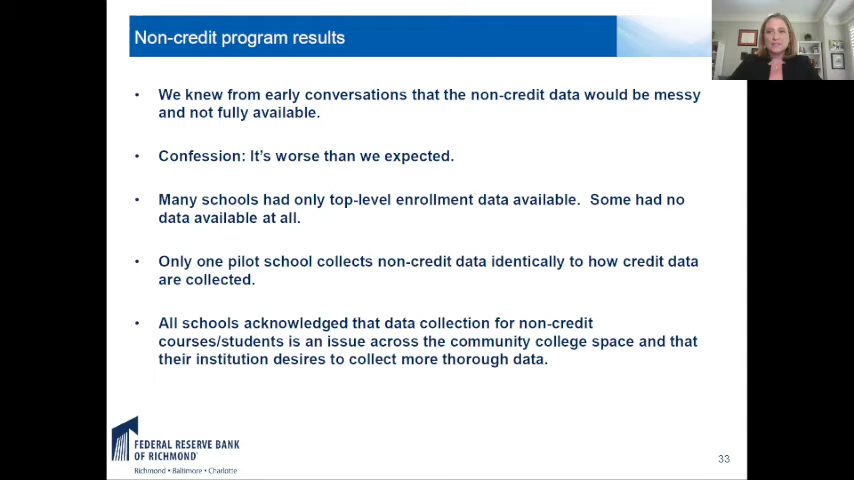 Non-credit program results
• We knew from early conversations that the non-credit data would be messy
and not fully available.
• Confession: It's worse than we expected.
• Many schools had only top-level enrollment data available.  Some had no
data available at all.
• Only one pilot school collects non-credit data identically to how credit data
are collected.
• All schools acknowledged that data collection for non-credit
courses/students is an issue across the community college space and that
their institution desires to collect more thorough data.
FEDERAL RESERVE BANK
OF RICHMOND
Richmond • Baltimore • Charlotte
33